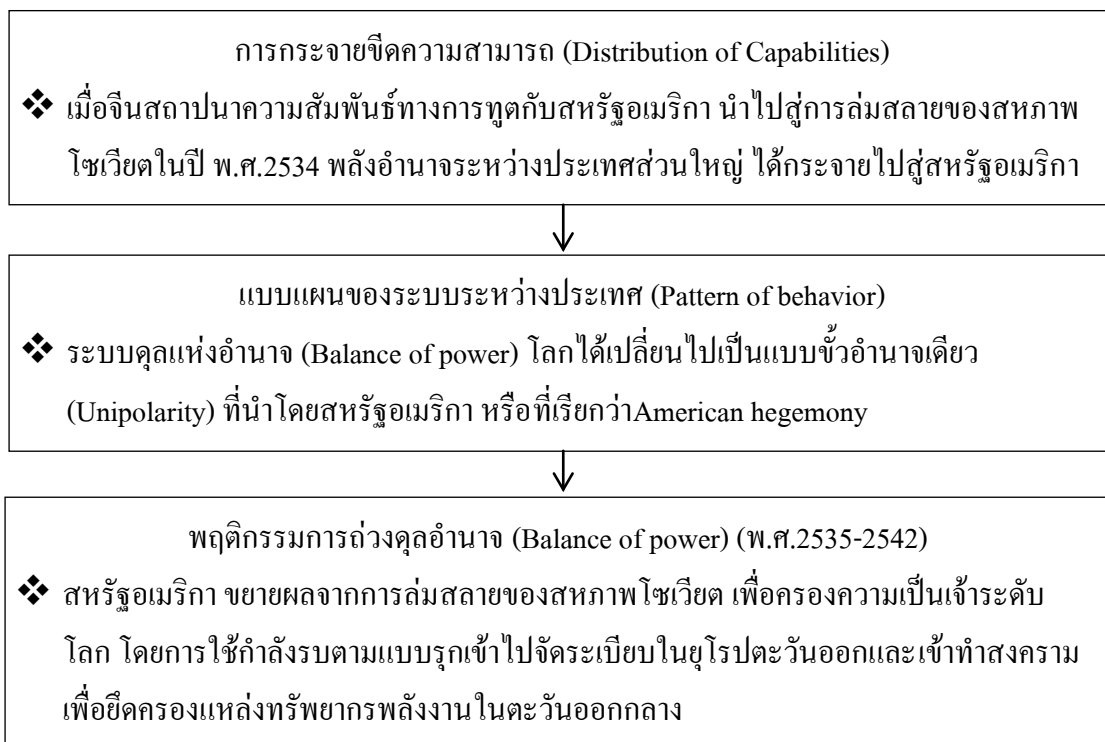 การกระจายขีดความสามารถ (Distribution of Capabilities)
❖ เมื่อจีนสถาปนาความสัมพันธ์ทางการทูตกับสหรัฐอเมริกา นำไปสู่การล่มสลายของสหภาพ
โซเวียตในปี พ.ศ.2534 พลังอำนาจระหว่างประเทศส่วนใหญ่ ได้กระจายไปสู่สหรัฐอเมริกา
แบบแผนของระบบระหว่างประเทศ (Pattern of behavior)
❖ ระบบดุลแห่งอำนาจ (Balance of power) โลกได้เปลี่ยนไปเป็นแบบขั้วอำนาจเดียว
(Unipolarity) ที่นำโดยสหรัฐอเมริกา หรือที่เรียกว่าAmerican hegemony
พฤติกรรมการถ่วงดุลอำนาจ (Balance of power) (พ.ศ.2535-2542)
❖ สหรัฐอเมริกา ขยายผลจากการล่มสลายของสหภาพโซเวียต เพื่อครองความเป็นเจ้าระดับ
โลก โดยการใช้กำลังรบตามแบบรุกเข้าไปจัดระเบียบในยุโรปตะวันออกและเข้าทำสงคราม
เพื่อยึดครองแหล่งทรัพยากรพลังงานในตะวันออกกลาง